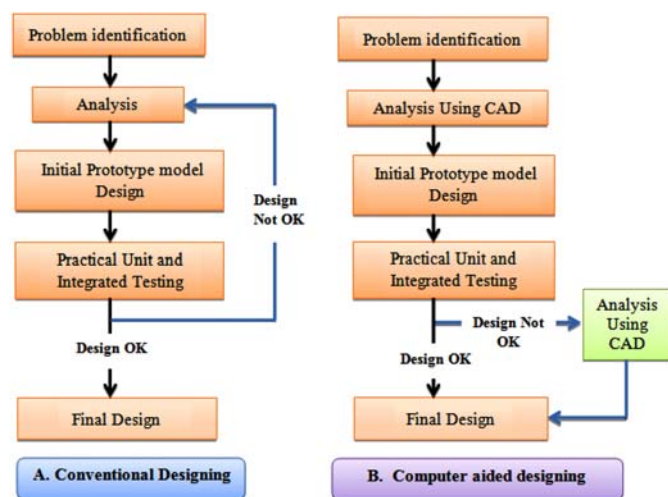 Problem identification
Analysis
Initial Prototype model
Design
Design
Not OK
Practical Unit and
Integrated Testing
Design OK
Final Design
A. Conventional Designing
Problem identification
Analysis Using CAD
Initial Prototype model
Design
Practical Unit and
Integrated Testing
Design Not
OK
Analysis
Using
CAD
Design OK
Final Design
B. Computer aided designing